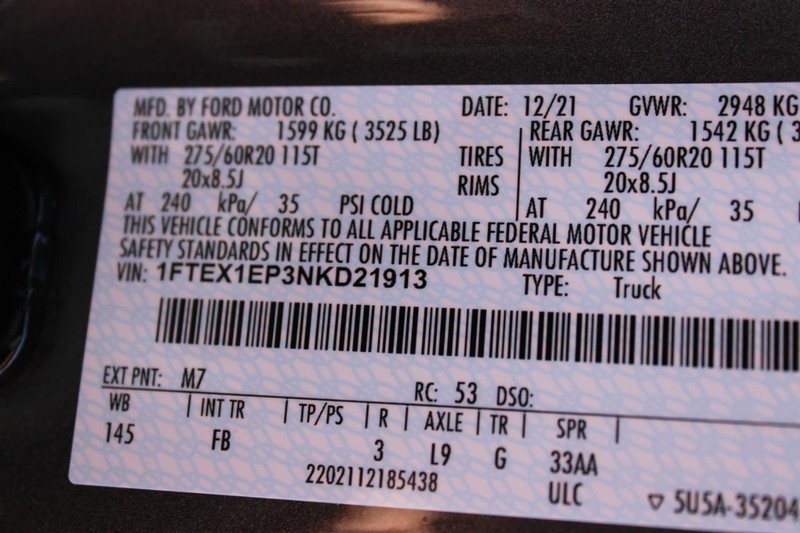 MFD. BY FORD MOTOR CO. DATE: 12/21 GVWR: 2948 KG
FRONT GAWR: 1599 KG ( 3525 LB) REAR GAWR: 1542 KG ( 3
WITH 275/60R20 115T TIRES WITH 275/60R20 115T
20x8.5J RIMS 20x8.5J
AT 240 kPa/ 35 PSI COLD AT 240 kPa/ 35
THIS VEHICLE CONFORMS TO ALL APPLICABLE FEDERAL MOTOR VEHICLE
SAFETY STANDARDS IN EFFECT ON THE DATE OF MANUFACTURE SHOWN ABOVE.
VIN: 1FTEX1EP3NKD21913 TYPE: Truck
EXT PNT: M7 RC: 53 DSO:
WB | INT TR | TP/PS | R | AXLE | TR | SPR |
145 FB 3 L9 G 33AA
2202112185438 ULC ▽ 5U5A-35204